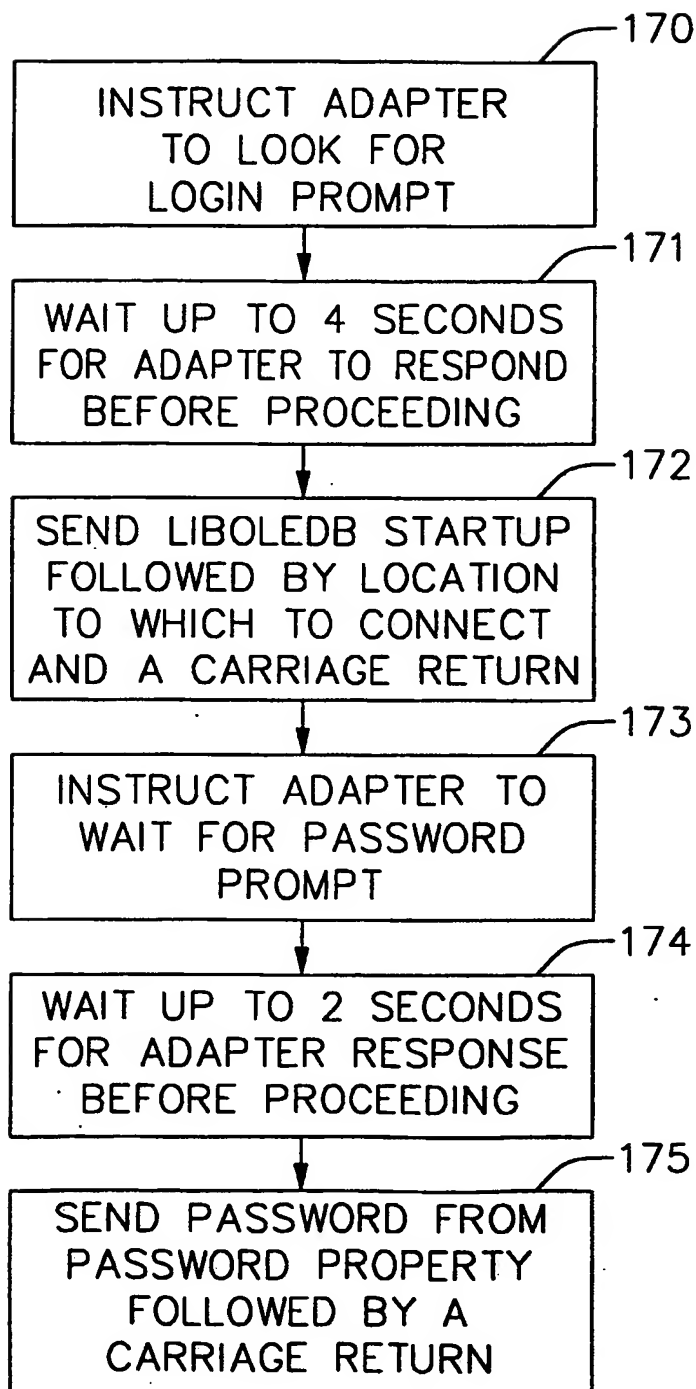 170
INSTRUCT ADAPTER
TO LOOK FOR
LOGIN PROMPT
171
WAIT UP TO 4 SECONDS
FOR ADAPTER TO RESPOND
BEFORE PROCEEDING
172
SEND LIBOLEDB STARTUP
FOLLOWED BY LOCATION
TO WHICH TO CONNECT
AND A CARRIAGE RETURN
173
INSTRUCT ADAPTER TO
WAIT FOR PASSWORD
PROMPT
174
WAIT UP TO 2 SECONDS
FOR ADAPTER RESPONSE
BEFORE PROCEEDING
175
SEND PASSWORD FROM
PASSWORD PROPERTY
FOLLOWED BY A
CARRIAGE RETURN